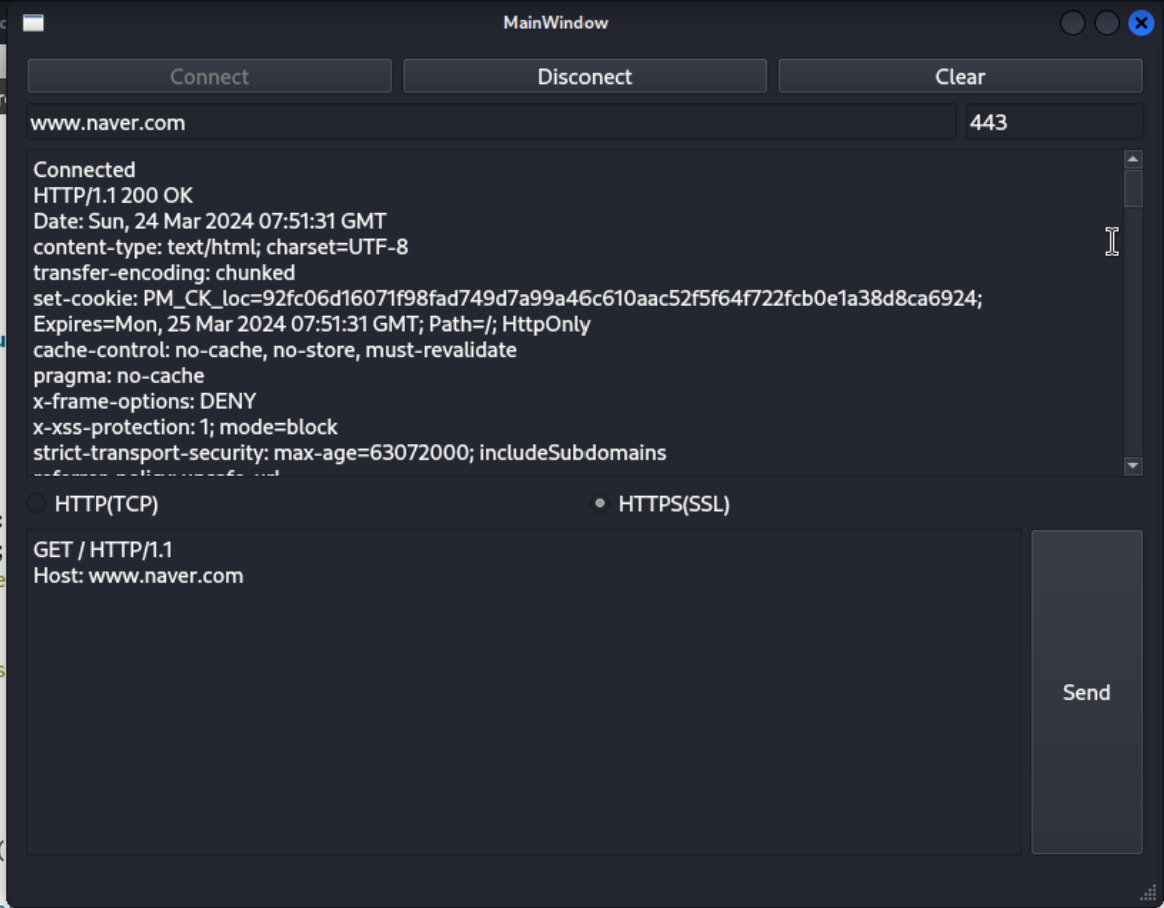 MainWindow
Connect Disconect Clear
www.naver.com 443
Connected
HTTP/1.1 200 OK
Date: Sun, 24 Mar 2024 07:51:31 GMT
content-type: text/html; charset=UTF-8
transfer-encoding: chunked
set-cookie: PM_CK_loc=92fc06d16071f98fad749d7a99a46c610aac52f5f64f722fcb0e1a38d8ca6924;
Expires=Mon, 25 Mar 2024 07:51:31 GMT; Path=/; HttpOnly
cache-control: no-cache, no-store, must-revalidate
pragma: no-cache
x-frame-options: DENY
x-xss-protection: 1; mode=block
strict-transport-security: max-age=63072000; includeSubdomains
referrer-policy: unsafe-url
HTTP(TCP) HTTPS(SSL)
GET / HTTP/1.1
Host: www.naver.com
Send